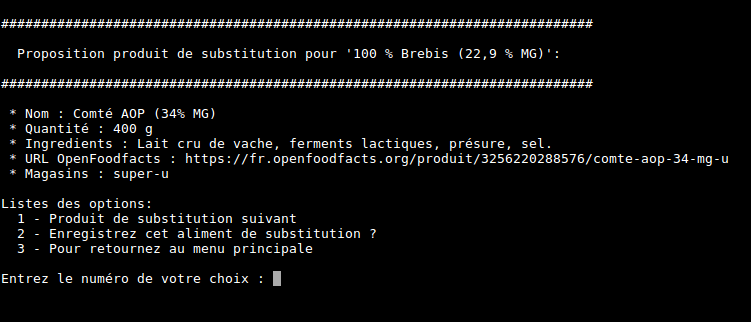 ##########################################################################
Proposition produit de substitution pour '100 % Brebis (22,9 % MG)':
##########################################################################
* Nom : Comté AOP (34% MG)
* Quantité : 400 g
* Ingredients : Lait cru de vache, ferments lactiques, présure, sel.
* URL OpenFoodfacts : https://fr.openfoodfacts.org/produit/3256220288576/comte-aop-34-mg-u
* Magasins : super-u
Listes des options:
1 - Produit de substitution suivant
2 - Enregistrez cet aliment de substitution ?
3 - Pour retournez au menu principale
Entrez le numéro de votre choix :